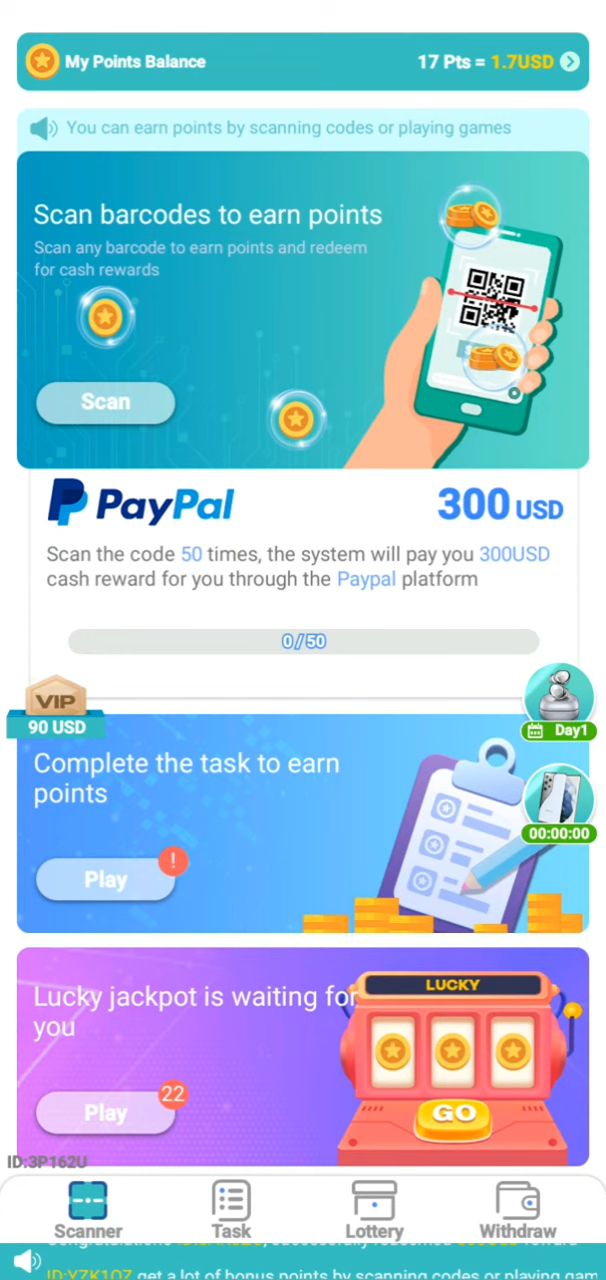 My Points Balance 17 Pts = 1.7USD
You can earn points by scanning codes or playing games
Scan barcodes to earn points
Scan any barcode to earn points and redeem
for cash rewards
Scan
PayPal 300 USD
Scan the code 50 times, the system will pay you 300USD
cash reward for you through the Paypal platform
0/50
VIP
90 USD
Day1
Complete the task to earn
points
00:00:00
Play !
LUCKY
Lucky jackpot is waiting for
you
Play 22
GO
ID:3P162U
Scanner Task Lottery Withdraw
ID:YZK1OZ get a lot of bonus points by scanning codes or playing gam